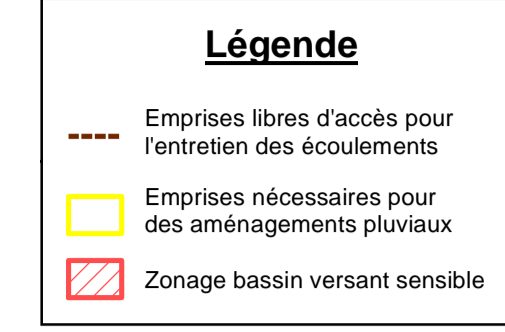 Légende
Emprises libres d'accès pour
l'entretien des écoulements
Emprises nécessaires pour
des aménagements pluviaux
Zonage bassin versant sensible